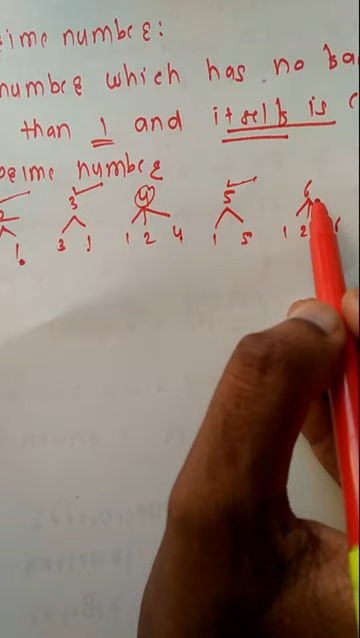 ime number:
number which has no
than 1 and itself is
prime number
2 3 4 5 6
1 3 1 1 2 4 1 5 1 2